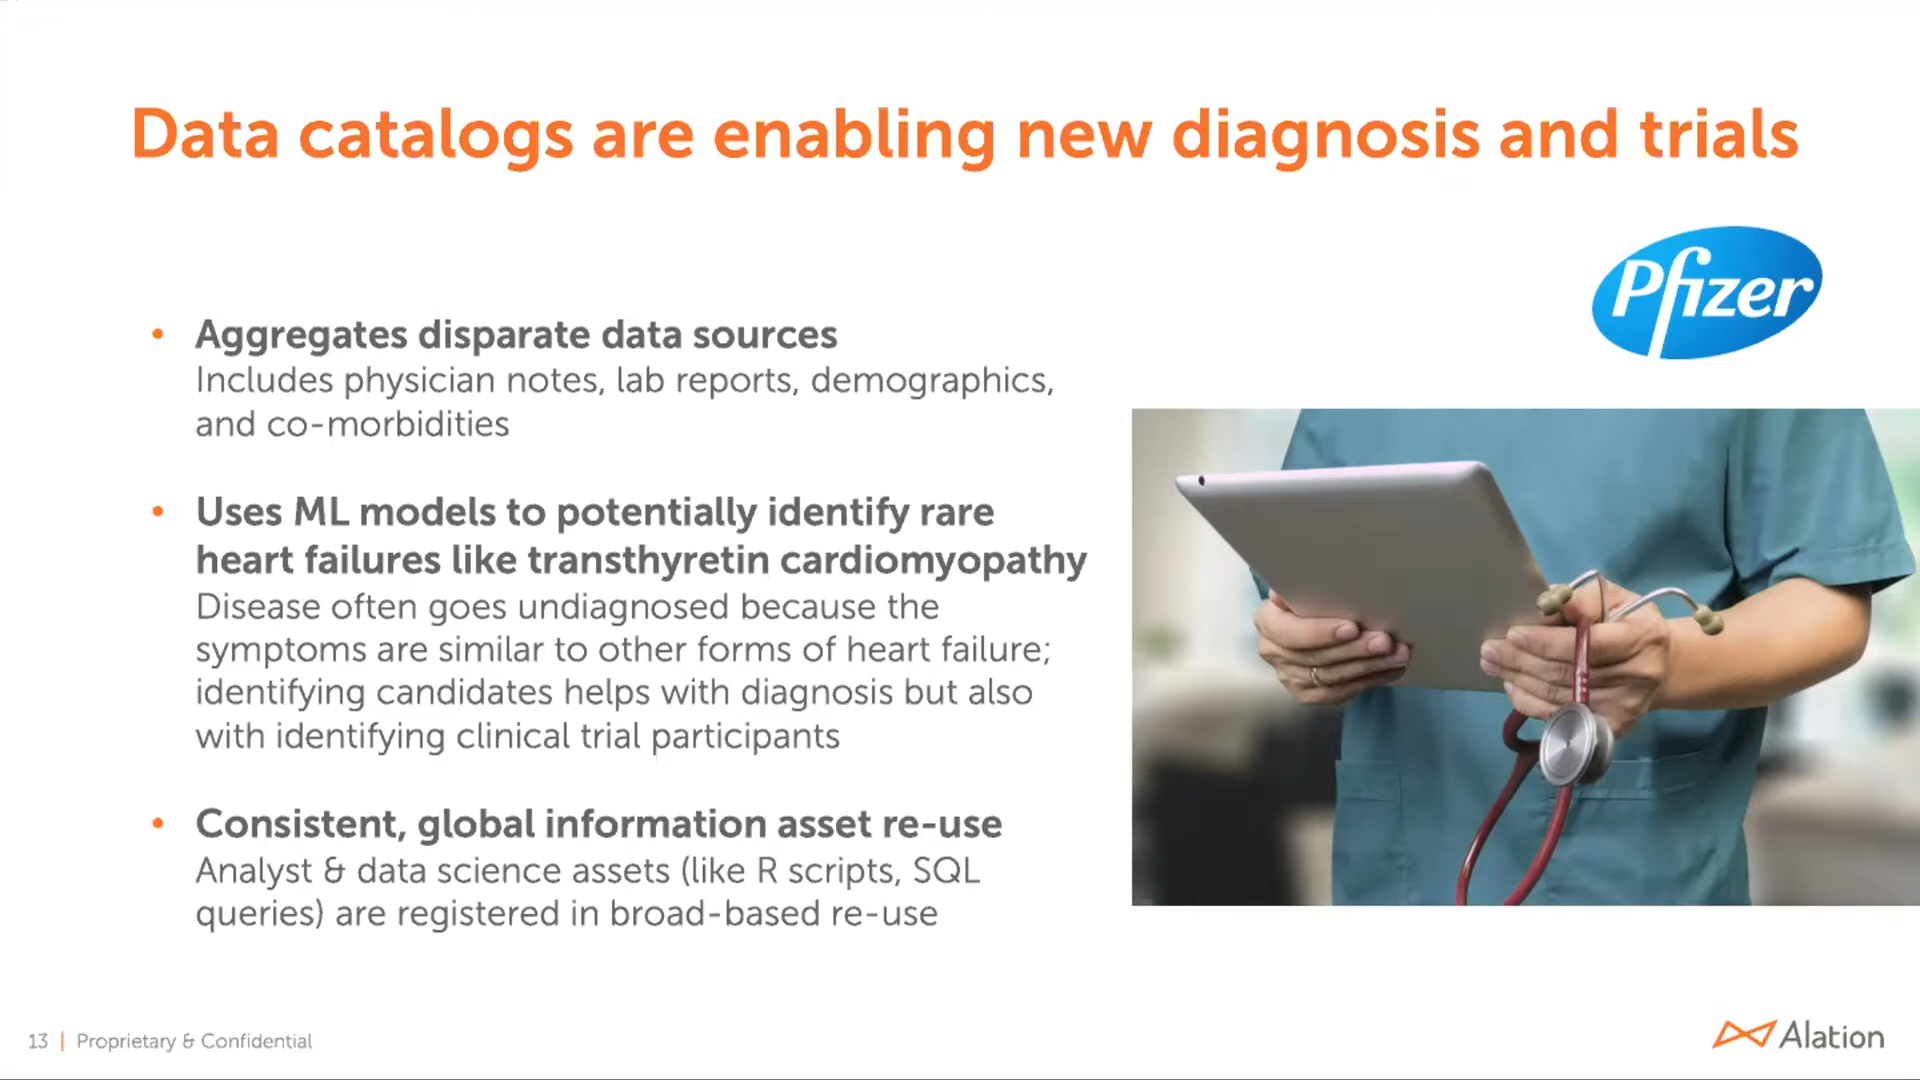 Data catalogs are enabling new diagnosis and trials
Pfizer
• Aggregates disparate data sources
Includes physician notes, lab reports, demographics,
and co-morbidities
• Uses ML models to potentially identify rare
heart failures like transthyretin cardiomyopathy
Disease often goes undiagnosed because the
symptoms are similar to other forms of heart failure;
identifying candidates helps with diagnosis but also
with identifying clinical trial participants
• Consistent, global information asset re-use
Analyst & data science assets (like R scripts, SQL
queries) are registered in broad-based re-use
13 | Proprietary & Confidential
Alation